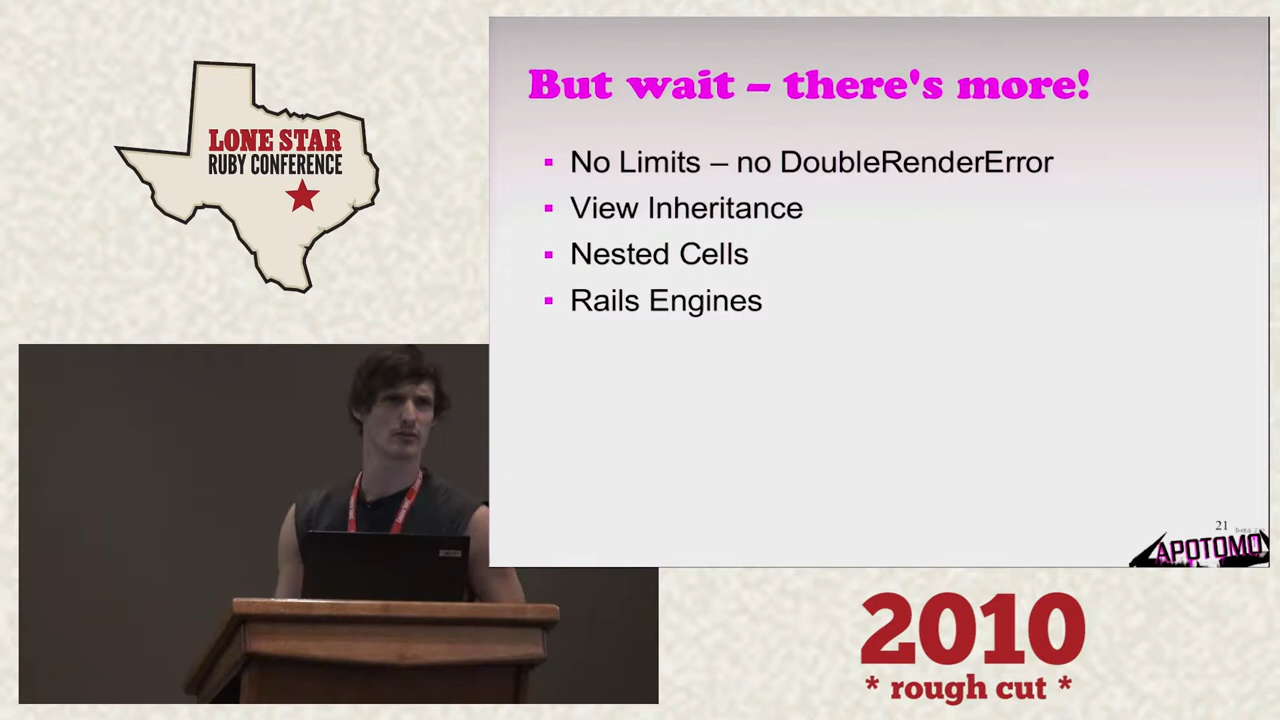 LONE STAR
RUBY CONFERENCE
But wait – there's more!
No Limits – no DoubleRenderError
View Inheritance
Nested Cells
Rails Engines
21
APOTOMO
2010
* rough cut *